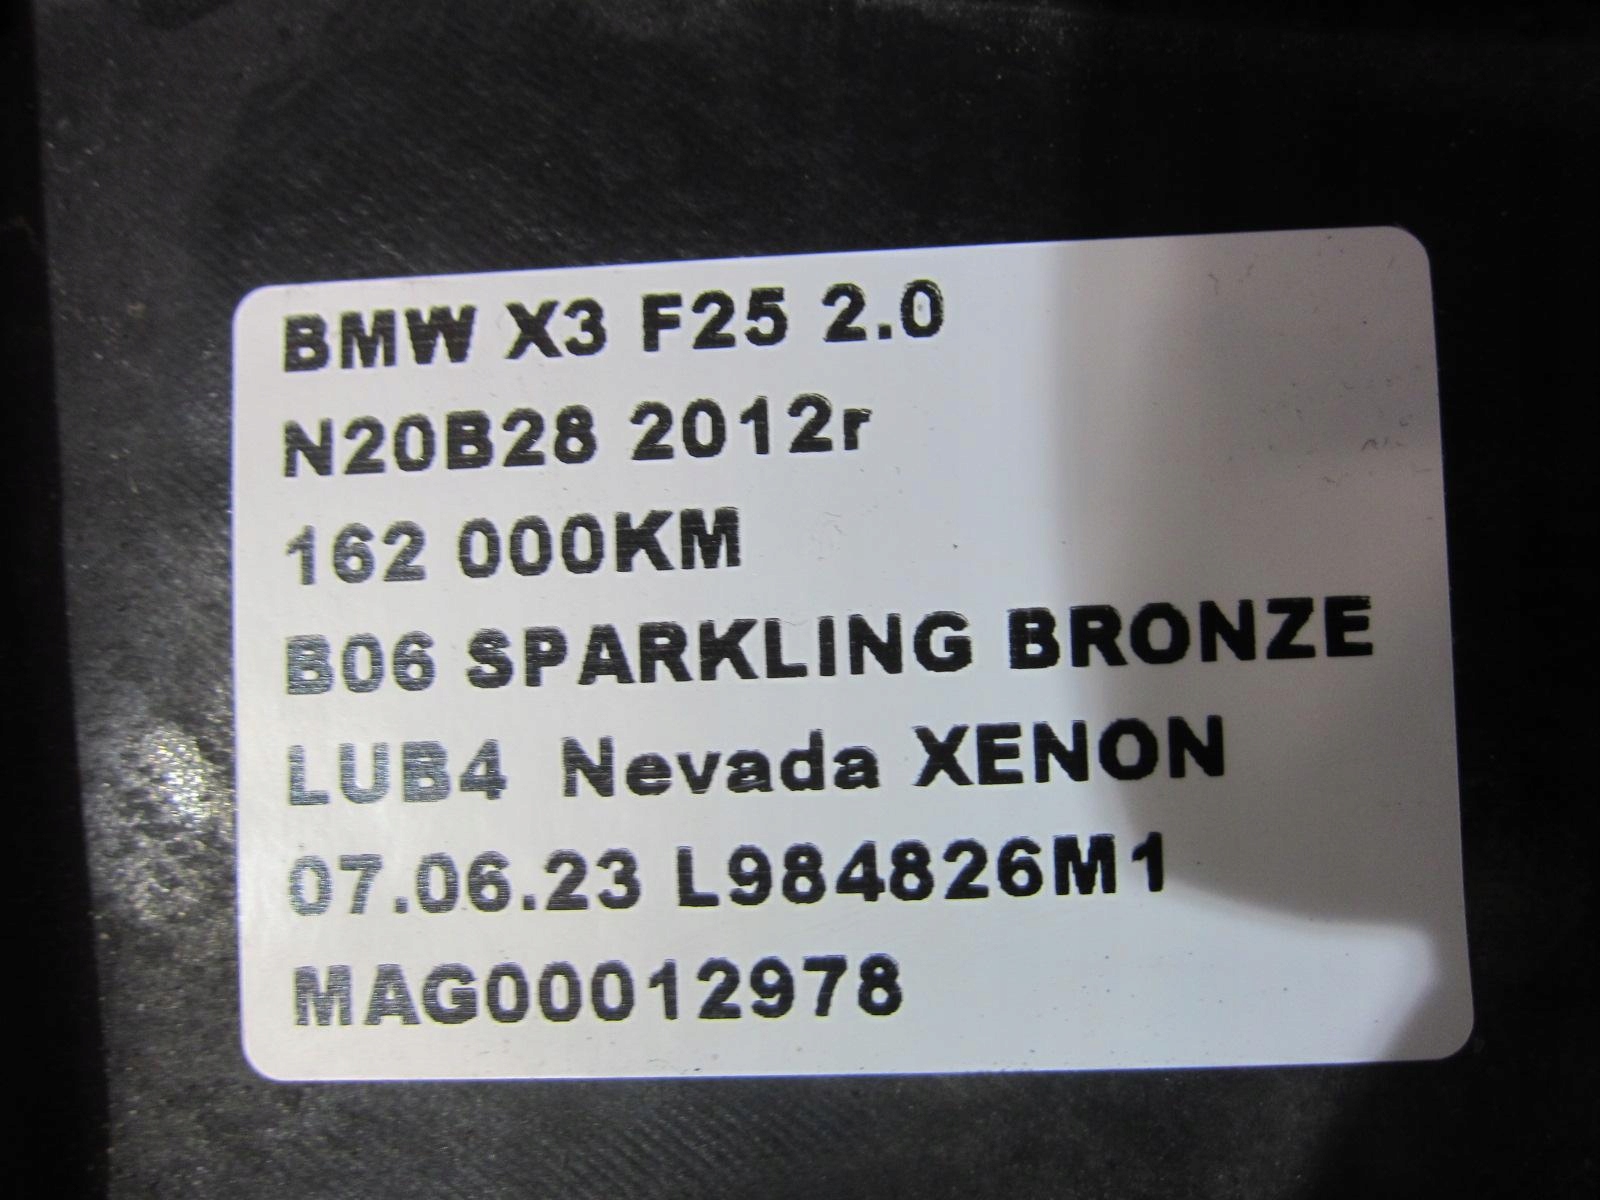 BMW X3 F25 2.0
N20B28 2012r
162 000KM
B06 SPARKLING BRONZE
LUB4 Nevada XENON
07.06.23 L984826M1
MAG00012978